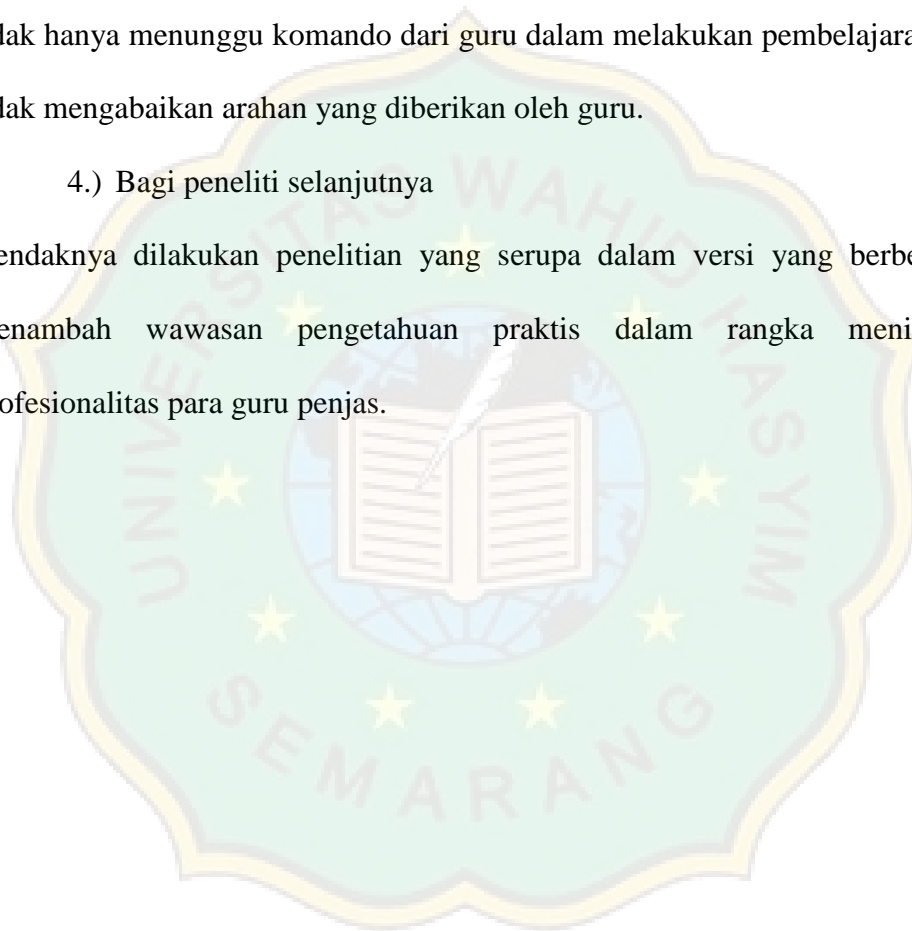 dak hanya menunggu komando dari guru dalam melakukan pembelajara
dak mengabaikan arahan yang diberikan oleh guru.
4.) Bagi peneliti selanjutnya
endaknya dilakukan penelitian yang serupa dalam versi yang berbe
enambah wawasan pengetahuan praktis dalam rangka meni
ofesionalitas para guru penjas.
UNIVERSITAS WAHID HASYIM
SEMARANG